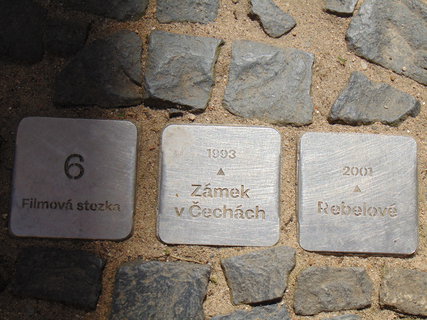 6
Filmová stezka
1993
Zámek
v Čechách
2001
Rebelové